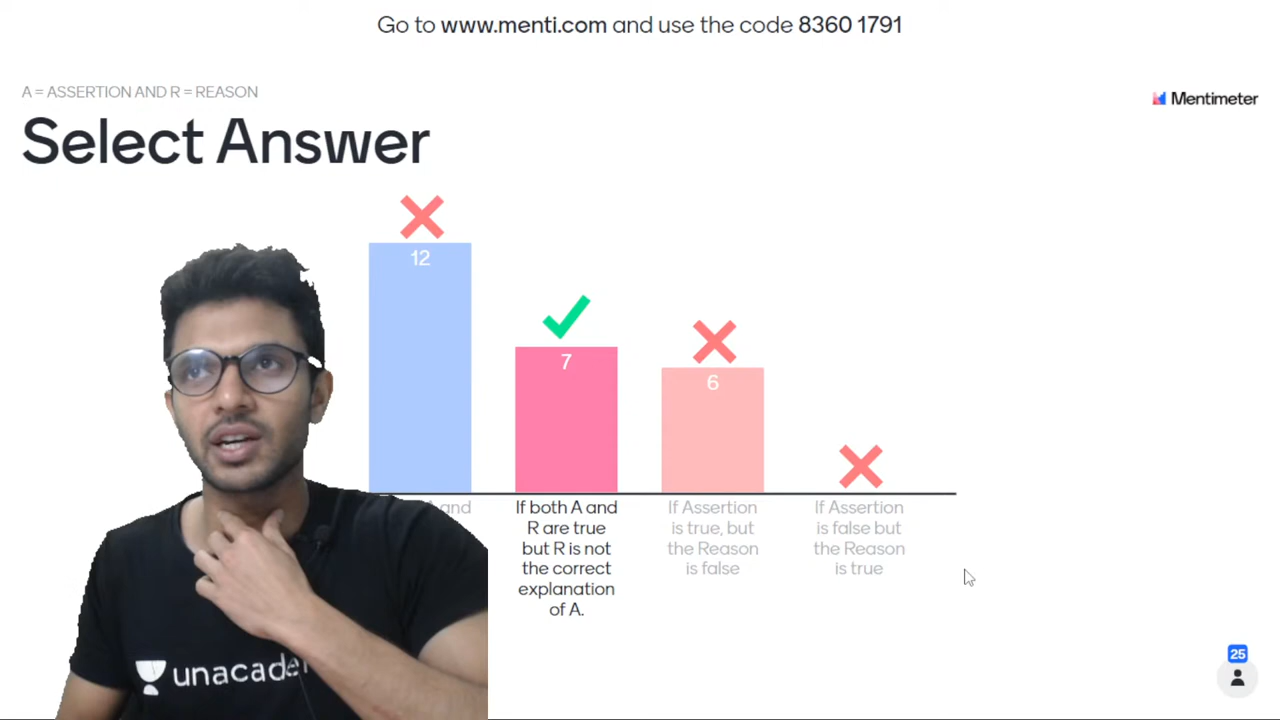 Go to www.menti.com and use the code 8360 1791
A = ASSERTION AND R = REASON
Mentimeter
Select Answer
12
7
6
and
If both A and
R are true
but R is not
the correct
explanation
of A.
If Assertion
is true, but
the Reason
is false
If Assertion
is false but
the Reason
is true
25